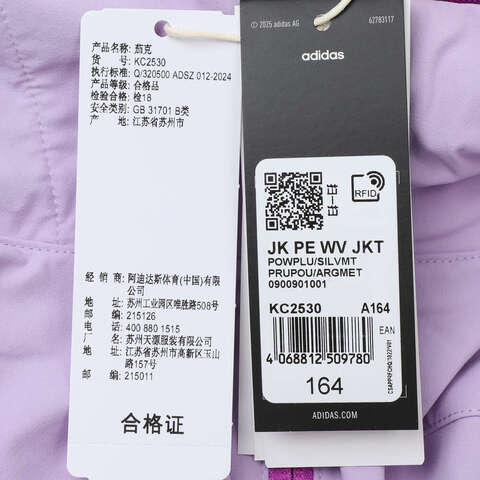 产品名称: 茄克
货 号: KC2530
执行标准: Q/320500 ADSZ 012-2024
产品等级: 合格品
检验合格: 检18
安全类别: GB 31701 B类
产 地: 江苏省苏州市
经 销 商: 阿迪达斯体育(中国)有限
公司
地址: 苏州工业园区唯胜路508号
邮编: 215126
电话: 400 880 1515
厂名: 苏州天源服装有限公司
地址: 江苏省苏州市高新区玉山
路157号
邮编: 215011
合格证
© 2025 adidas AG
62783117
adidas
RFID
JK PE WV JKT
POWPLU/SILVMT
PRUPOU/ARGMET
0900901001
KC2530 A164
EAN
4 068812 509780
164
ADIDAS.COM